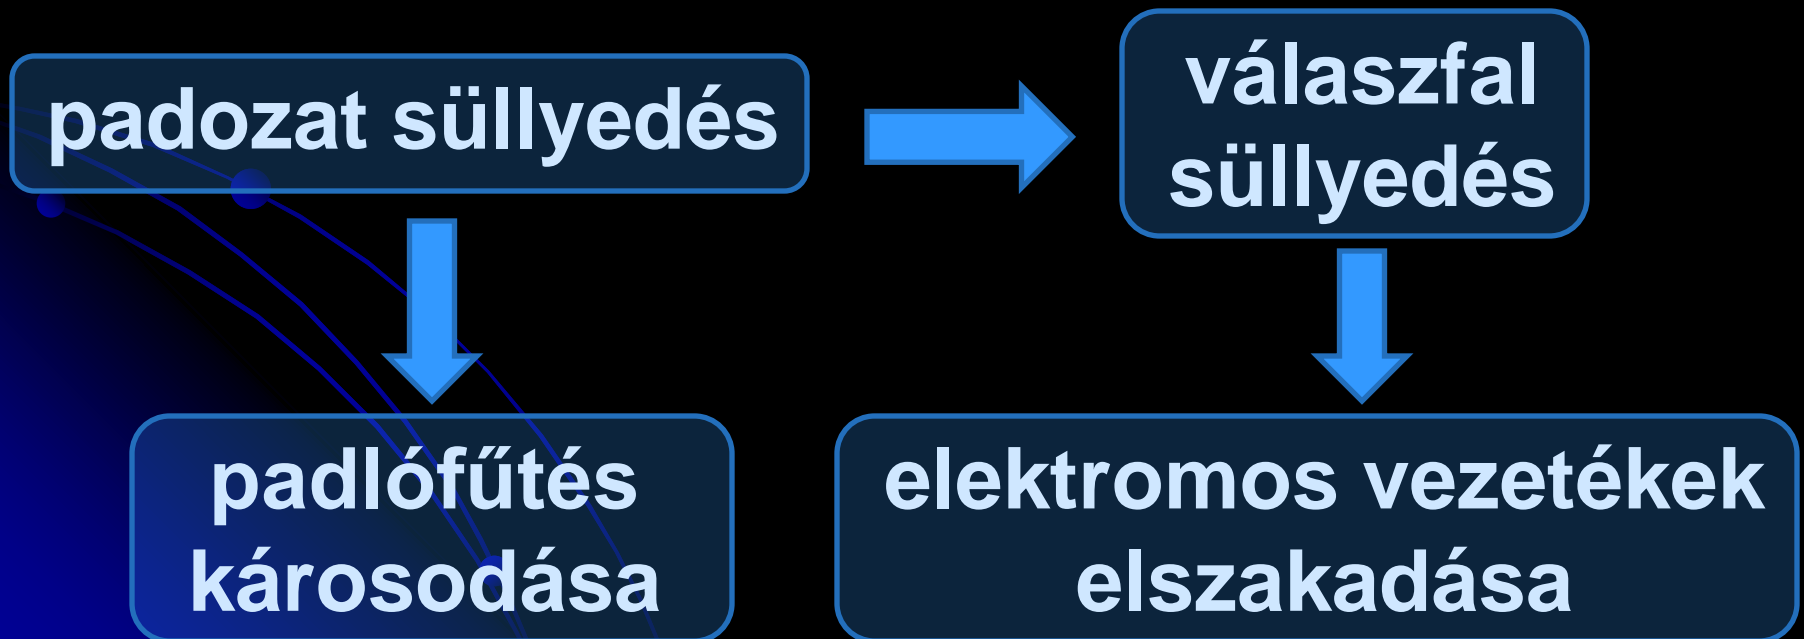 padozat süllyedés
válaszfal
süllyedés
padlófűtés
károsodása
elektromos vezetékek
elszakadása